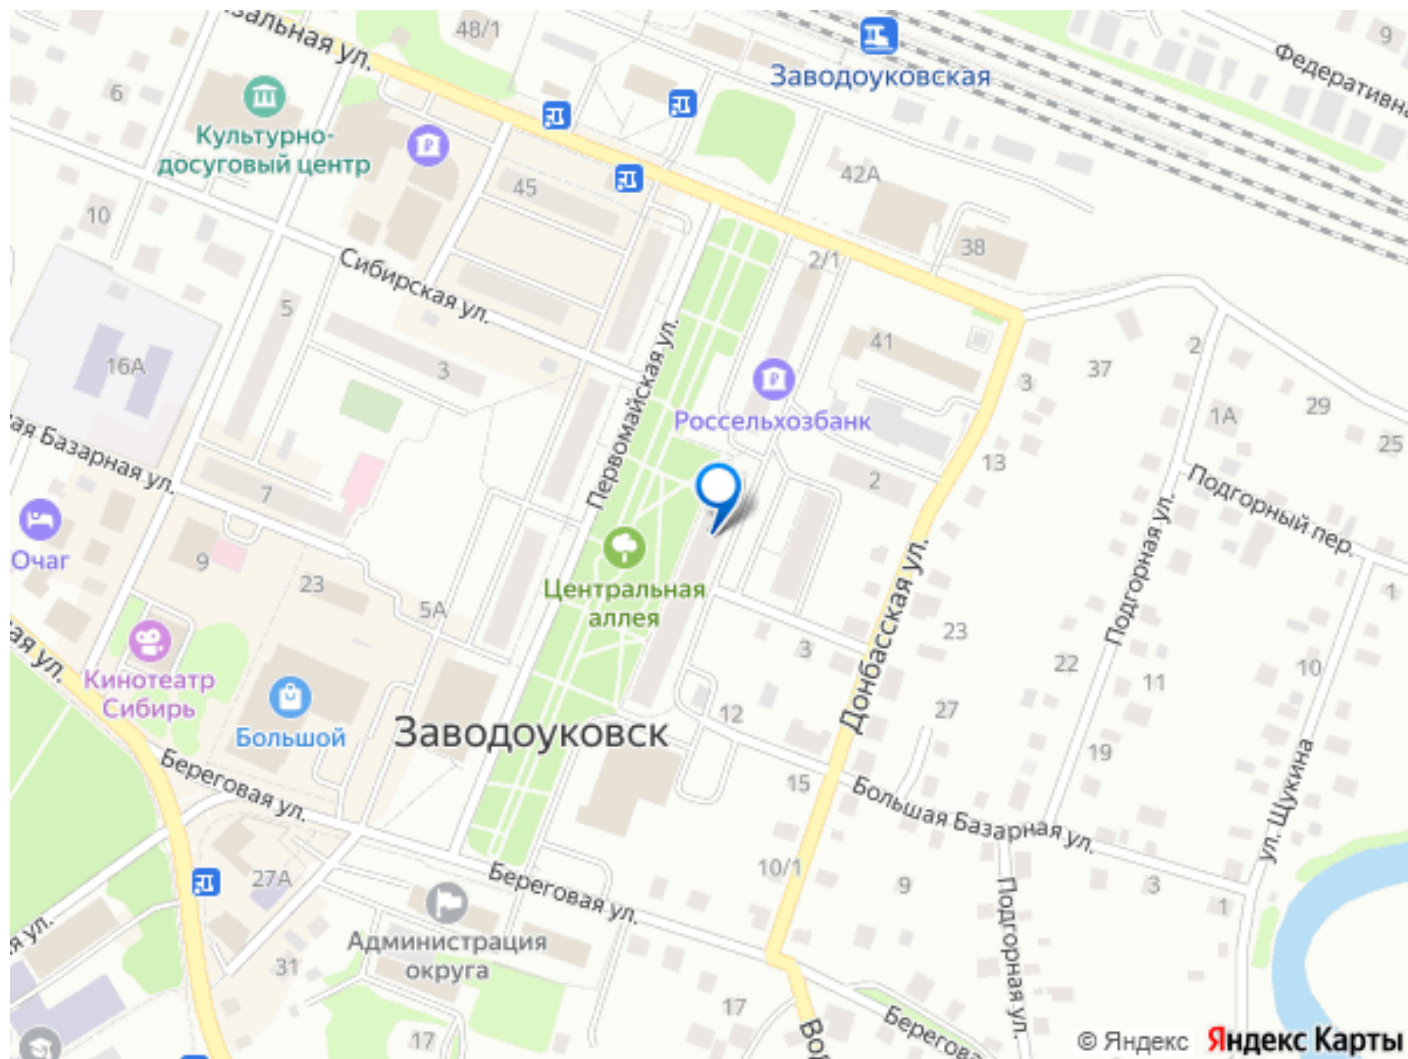 зальная ул.
48/1
Заводоуковская
9
Федеративна
6
Культурно-
досуговый центр
45
42А
10
38
Сибирская ул.
2/1
5
16А
3
41
Первомайская ул.
Россельхозбанк
3
37
2
1А
29
25
ая Базарная ул.
7
2
13
Подгорный пер.
Очаг
9
23
5А
Центральная
аллея
Донбасская ул.
Подгорная ул.
1
ая ул.
Кинотеатр
Сибирь
3
23
22
11
10
Большой
Заводоуковск
12
27
19
Береговая ул.
15
Большая Базарная ул.
ул. Щукина
27А
Береговая ул.
10/1
9
3
1
я ул.
Администрация
округа
Подгорная ул.
31
17
17
Вод
Береговая
© Яндекс Яндекс Карты